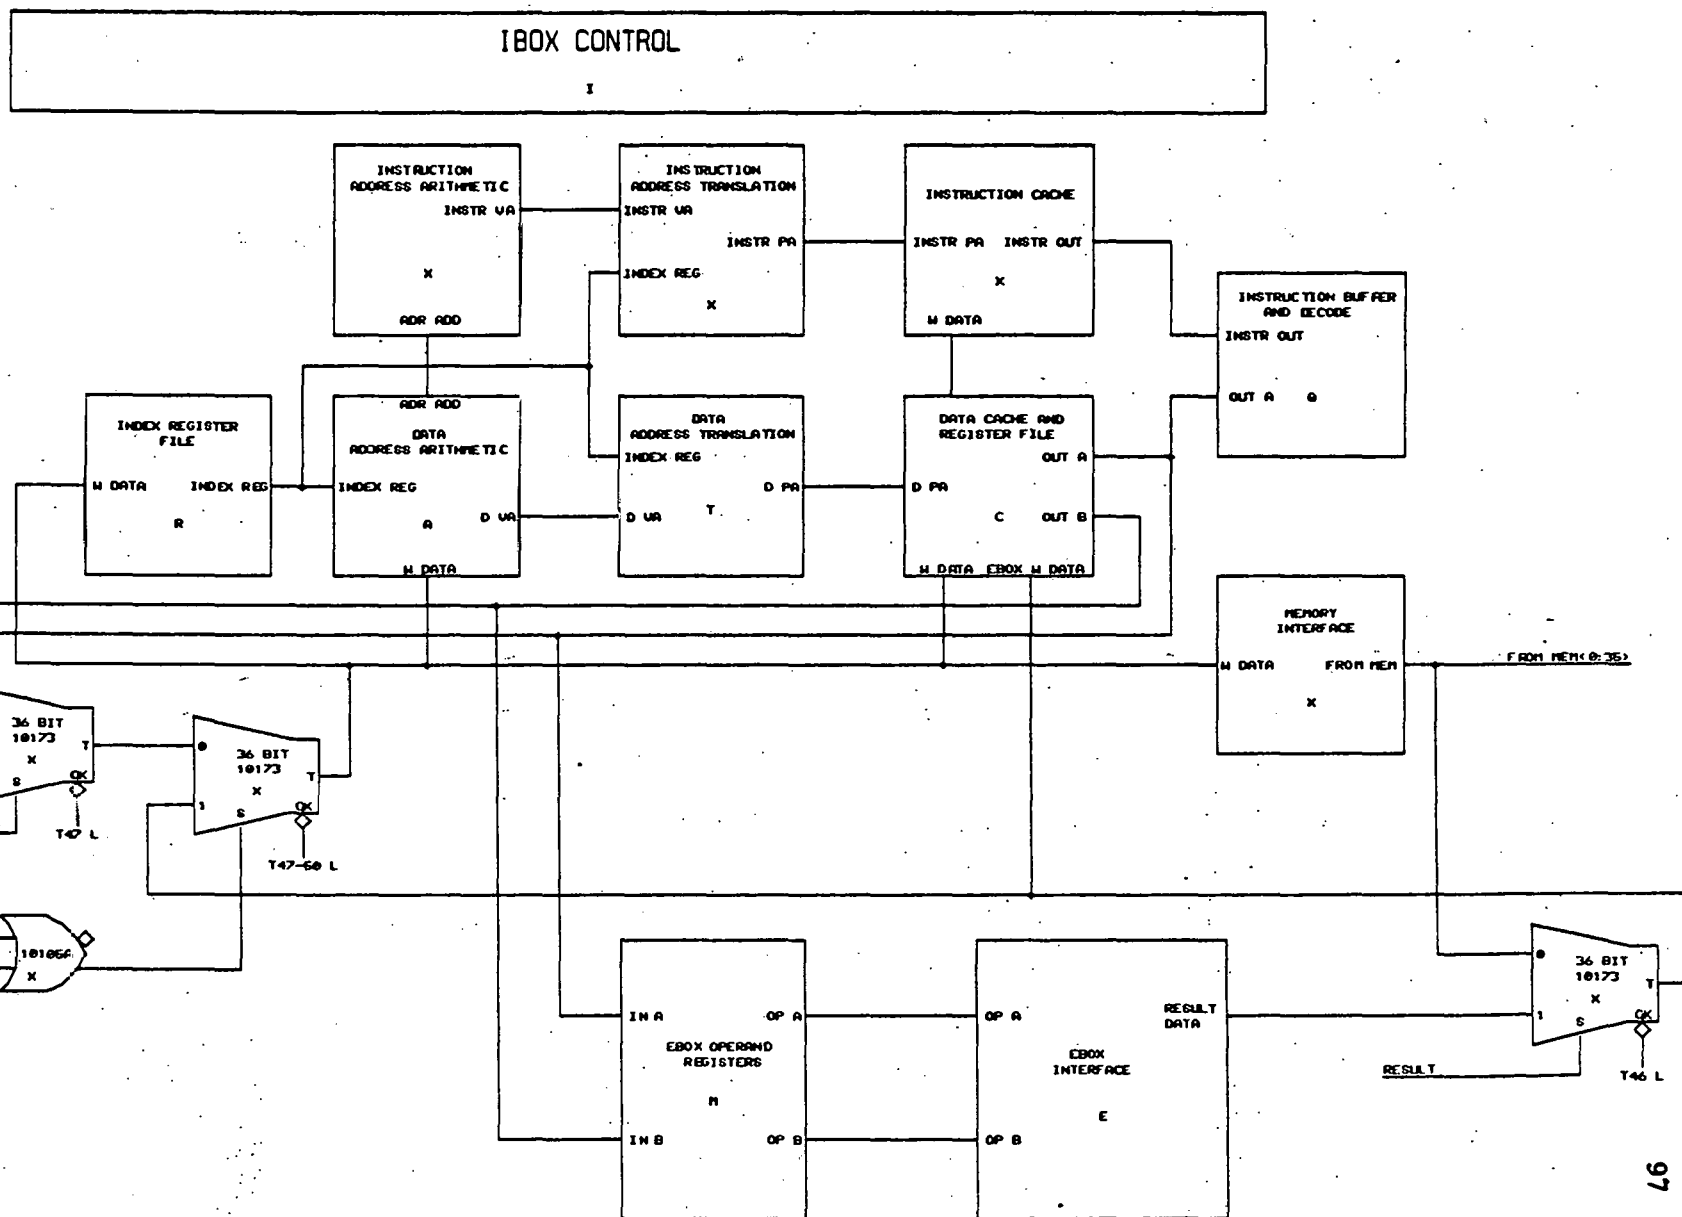 IBOX CONTROL
I
INSTRUCTION
ADDRESS ARITHMETIC
INSTR VA
X
ADR ADD
INSTRUCTION
ADDRESS TRANSLATION
INSTR VA
INSTR PA
INDEX REG
X
INSTRUCTION CACHE
INSTR PA INSTR OUT
X
W DATA
INSTRUCTION BUFFER
AND DECODE
INSTR OUT
OUT A Q
INDEX REGISTER
FILE
W DATA INDEX REG
R
ADR ADD
DATA
ADDRESS ARITHMETIC
INDEX REG
D VA
A
W DATA
DATA
ADDRESS TRANSLATION
INDEX REG
D PA
D VA T
DATA CACHE AND
REGISTER FILE
OUT A
D PA
C OUT B
W DATA EBOX W DATA
MEMORY
INTERFACE
W DATA FROM MEM
X
FROM MEM<0:35>
36 BIT
10173
X
T
S
CK
T47 L
0
36 BIT
10173
X
T
1
S
CK
T47-60 L
10105A
X
IN A OP A
EBOX OPERAND
REGISTERS
M
IN B OP B
OP A
RESULT
DATA
EBOX
INTERFACE
E
OP B
0
36 BIT
10173
X
T
1
S
CK
RESULT
T46 L
97